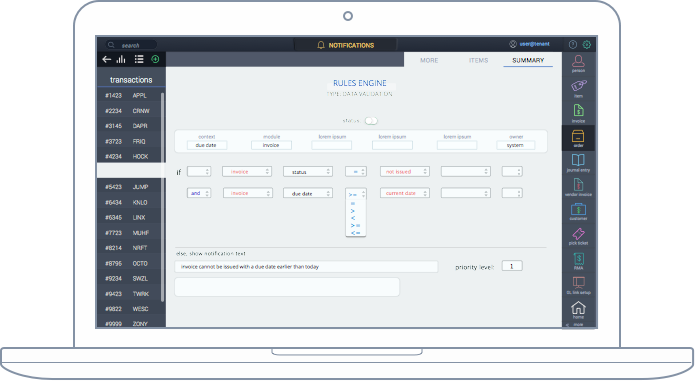 search
NOTIFICATIONS
user@tenant
transactions
MORE ITEMS SUMMARY
RULES ENGINE
TYPE: DATA VALIDATION
status:
context module lorem ipsum lorem ipsum lorem ipsum owner
due date invoice system
if invoice status = not issued
and invoice due date >= current date
=
>
<
>=
<=
else, show notification text
invoice cannot be issued with a due date earlier than today
priority level: 1
#1423 APPL
#2234 CRNW
#3145 DAPR
#3723 FRIQ
#4234 HOOK
#5423 JUMP
#6434 KNLO
#6345 LINX
#7723 MUHF
#8214 NRFT
#8795 OCTO
#9234 SWZL
#9423 TWRK
#9822 WESC
#9999 ZONY
person
item
invoice
order
journal entry
vendor invoice
customer
pick ticket
RMA
GL link setup
home
more